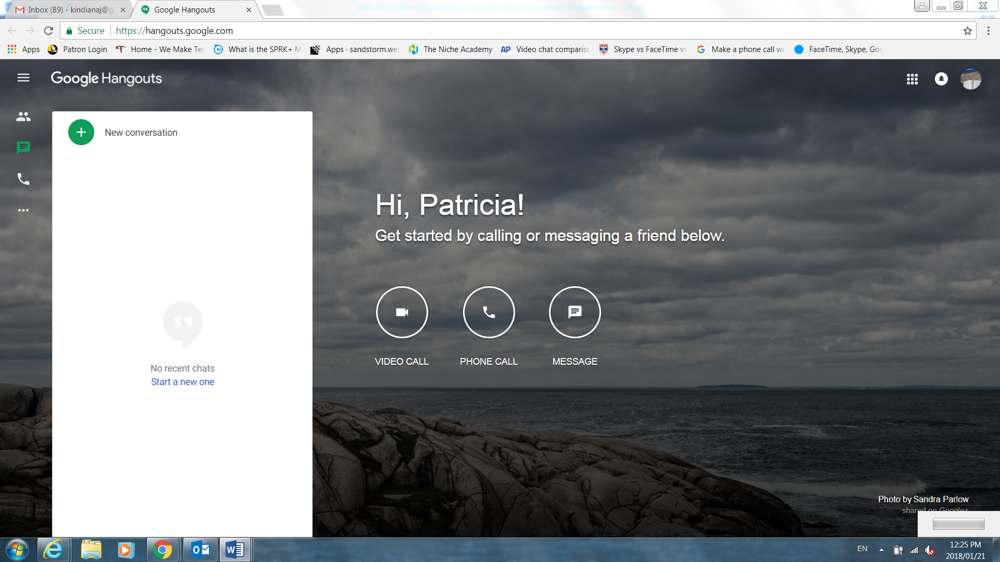 Inbox (89) - kindianaj@g
Google Hangouts
Secure
https://hangouts.google.com
Apps
Patron Login
Home - We Make Tec
What is the SPRK+ M
Apps · sandstorm.wes
The Niche Academy
AP
Video chat comparisc
Skype vs FaceTime vs
Make a phone call wi
FaceTime, Skype, Goo
Google Hangouts
New conversation
Hi, Patricia!
Get started by calling or messaging a friend below.
VIDEO CALL
PHONE CALL
MESSAGE
No recent chats
Start a new one
Photo by Sandra Parlow
shared on Google+
EN
12:25 PM
2018/01/21